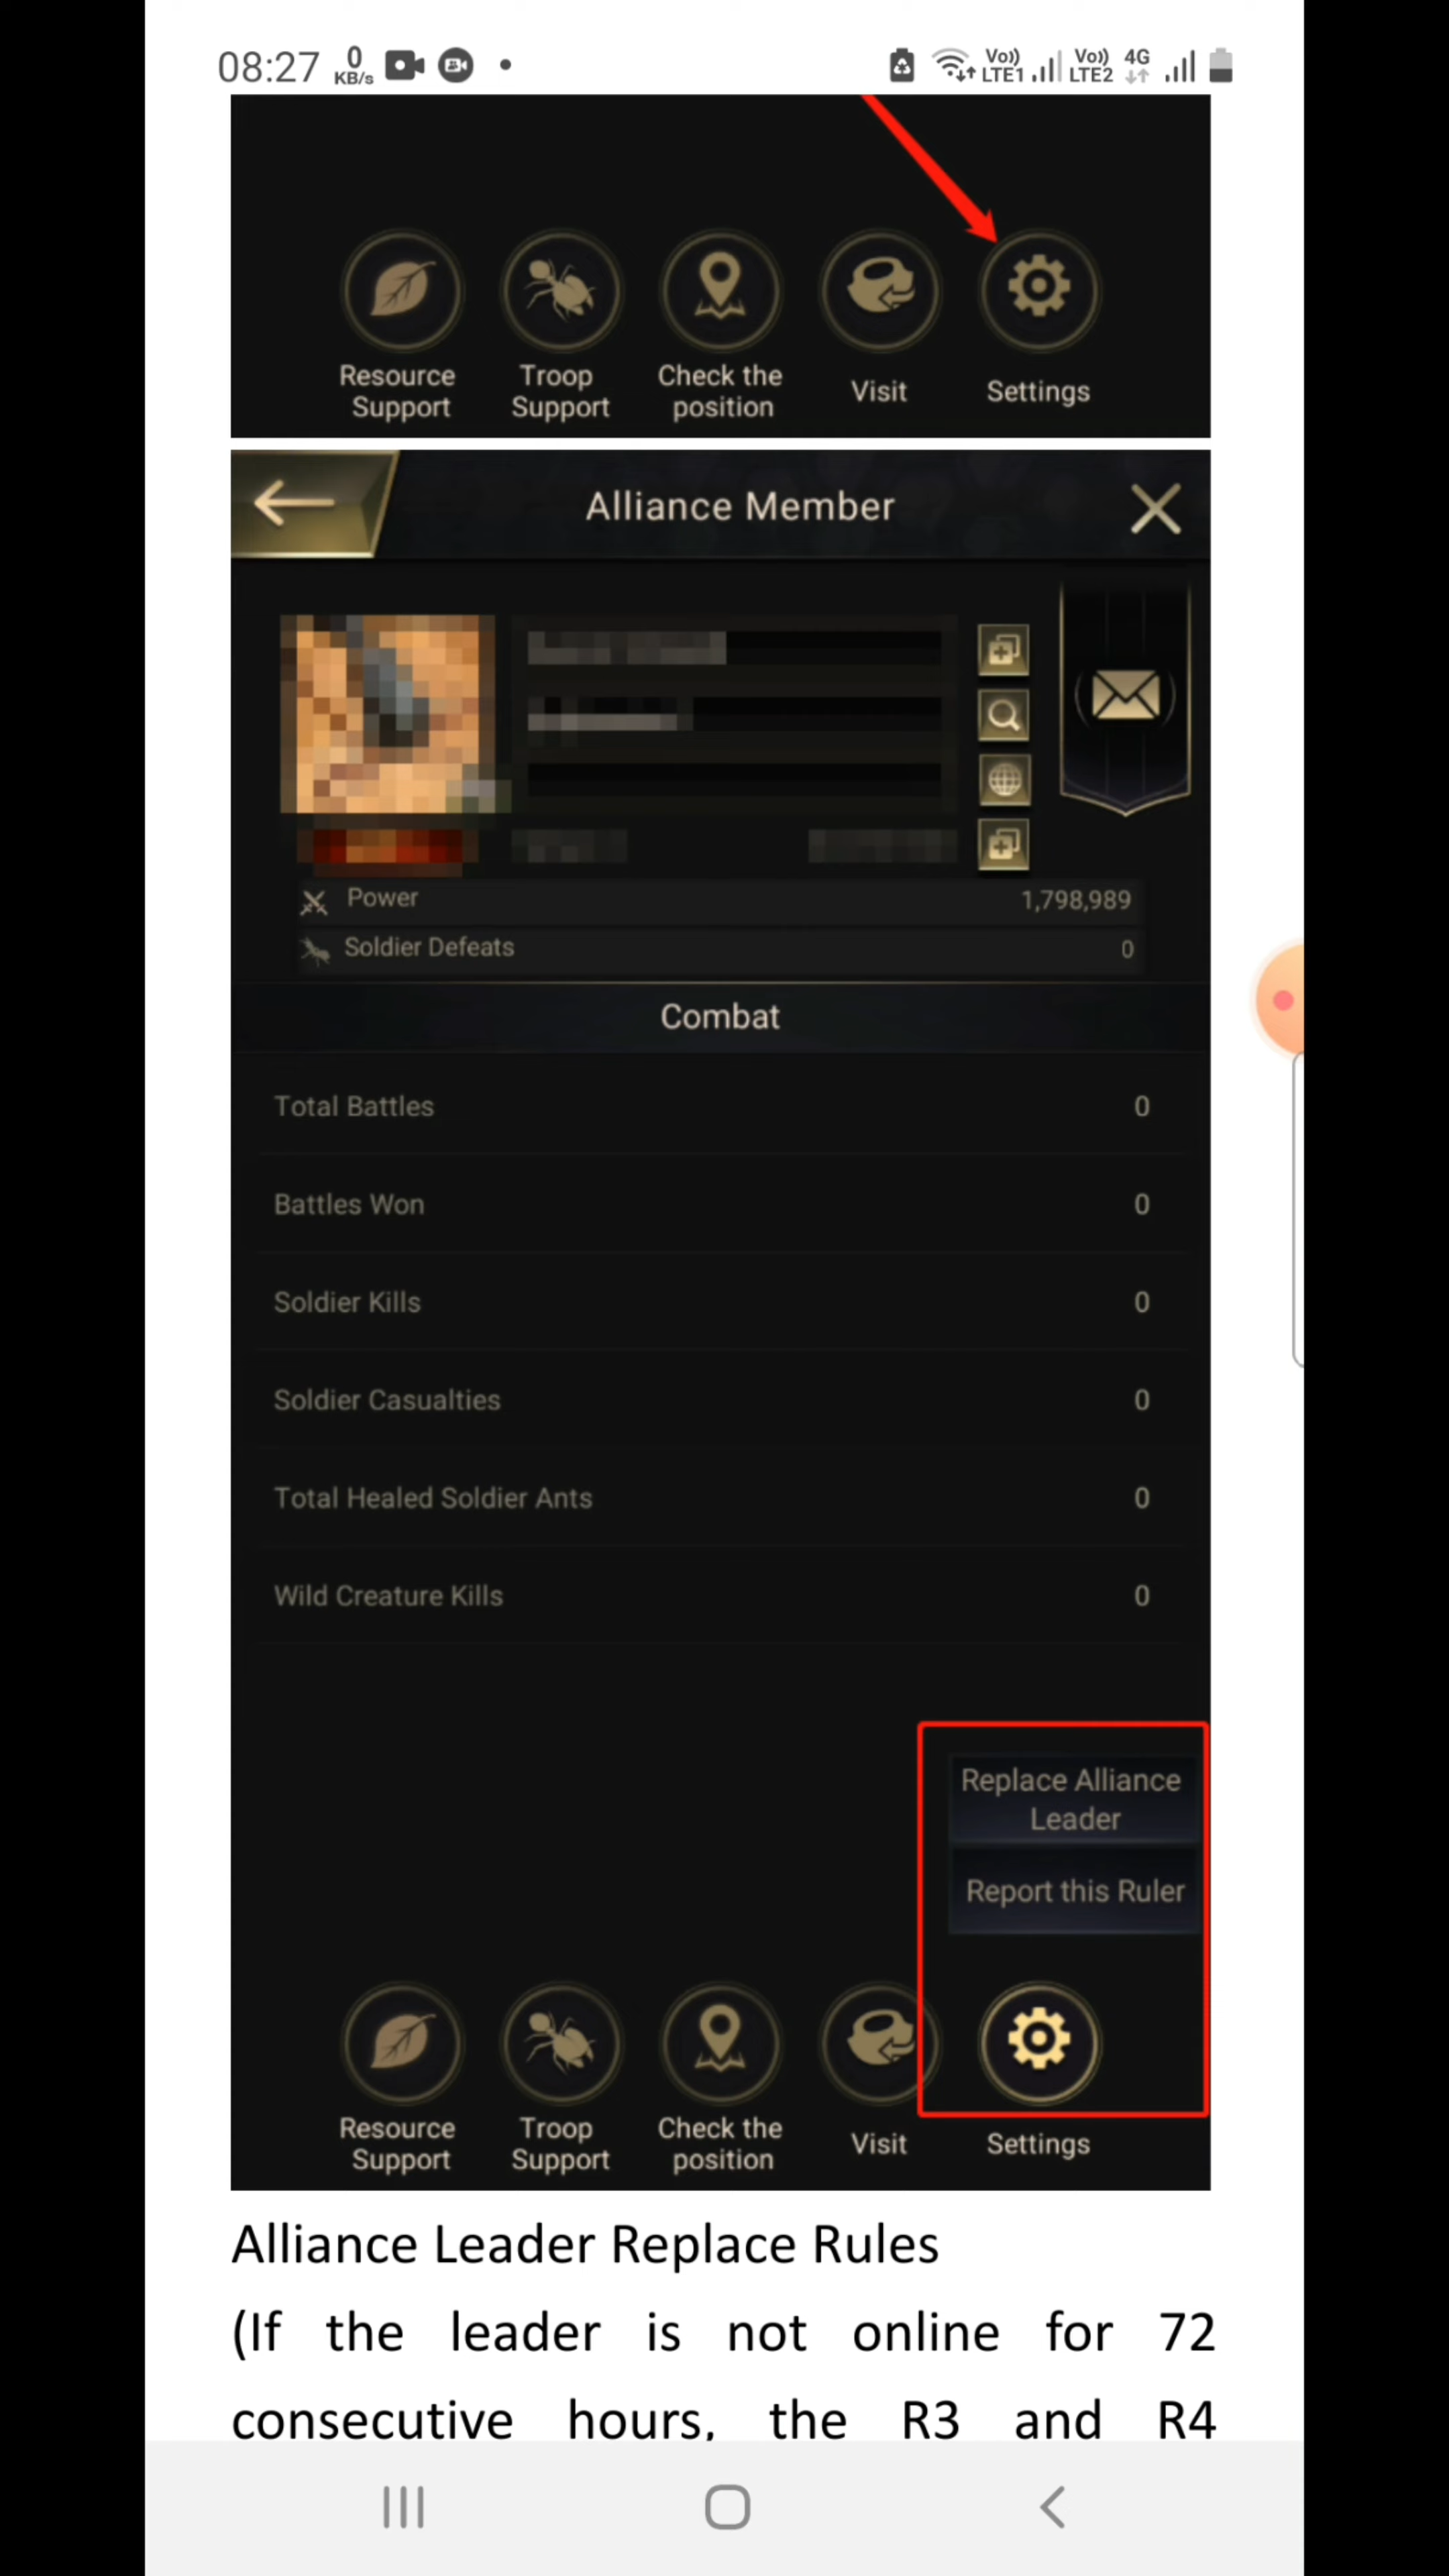 08:27 0 KB/s Vo)) LTE1 Vo)) LTE2 4G
Resource Support
Troop Support
Check the position
Visit
Settings
Alliance Member
Power 1,798,989
Soldier Defeats 0
Combat
Total Battles 0
Battles Won 0
Soldier Kills 0
Soldier Casualties 0
Total Healed Soldier Ants 0
Wild Creature Kills 0
Replace Alliance
Leader
Report this Ruler
Resource Support
Troop Support
Check the position
Visit
Settings
Alliance Leader Replace Rules
(If the leader is not online for 72
consecutive hours, the R3 and R4